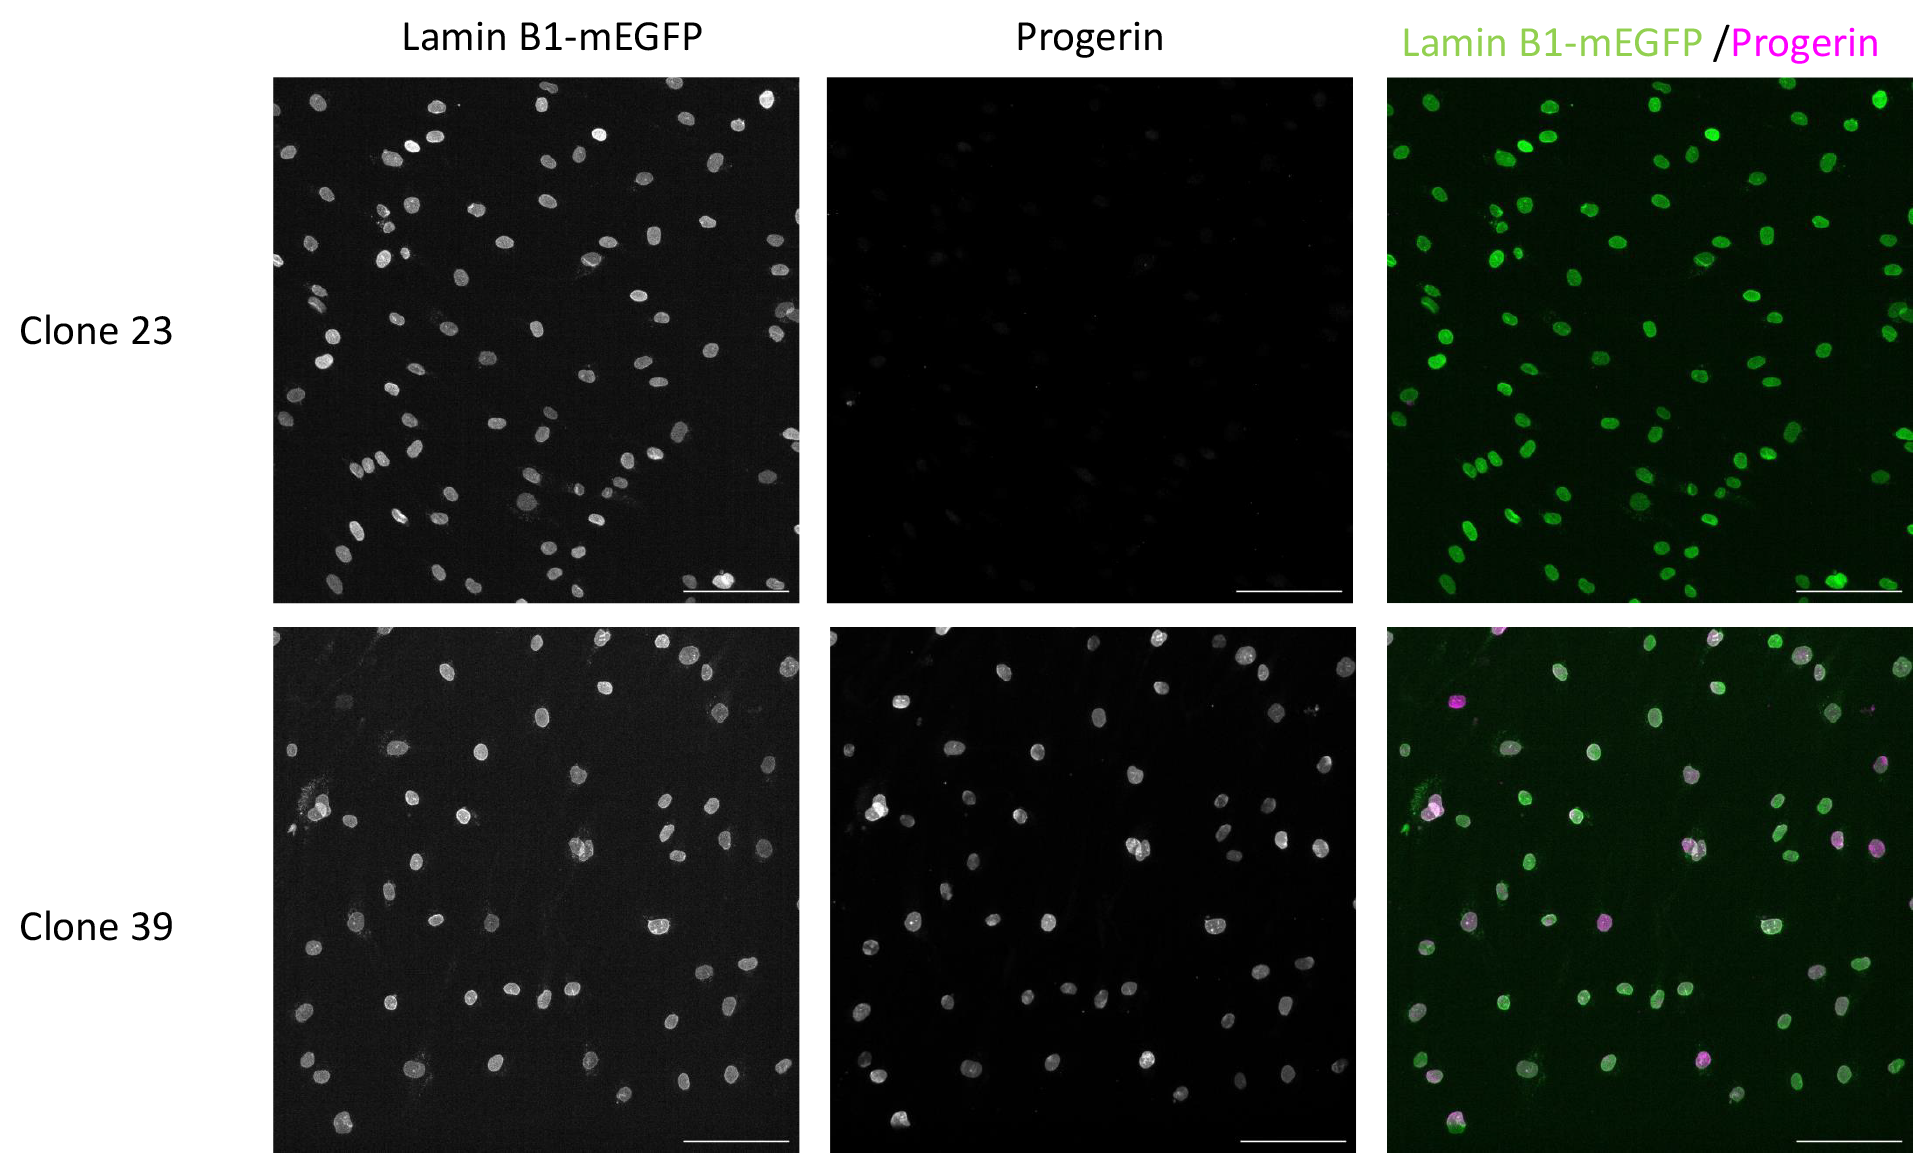 Lamin B1-mEGFP
Progerin
Lamin B1-mEGFP /Progerin
Clone 23
Clone 39